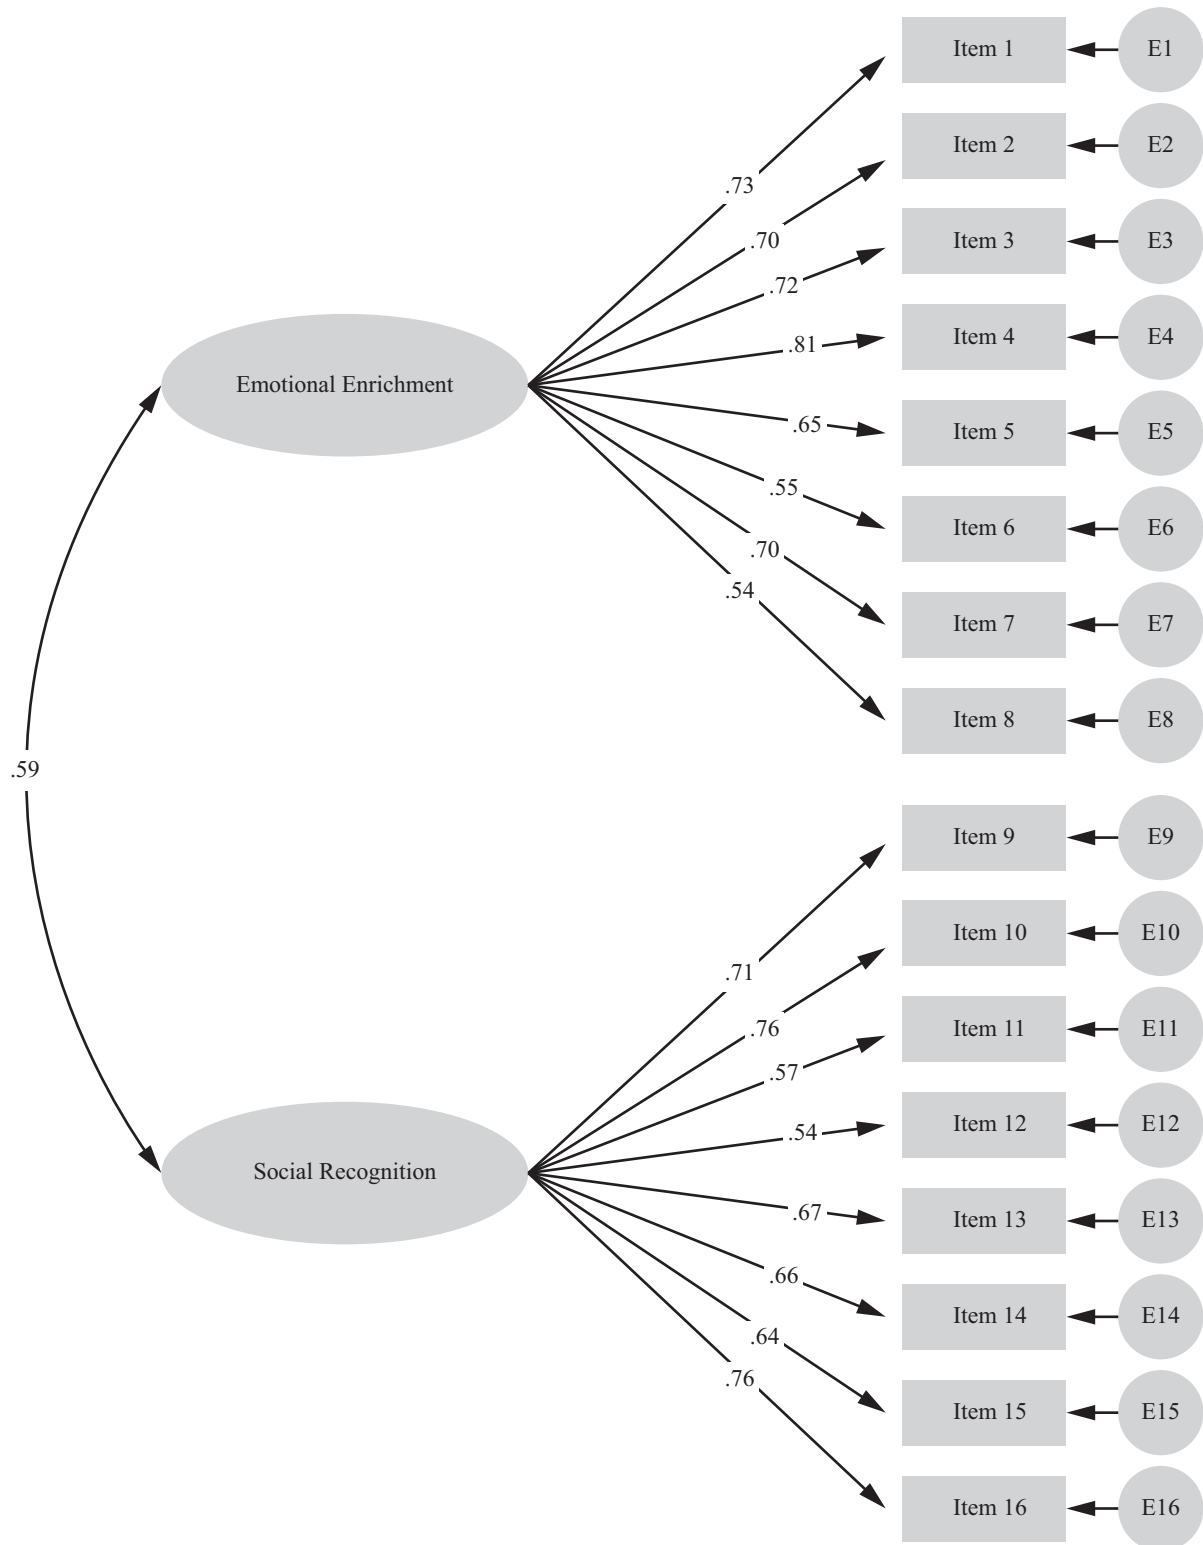 Item 1
E1
Item 2
E2
.73
.70
Item 3
E3
.72
Item 4
E4
.81
Emotional Enrichment
.65
Item 5
E5
.55
Item 6
E6
.70
.54
Item 7
E7
Item 8
E8
.59
Item 9
E9
Item 10
E10
.71
.76
Item 11
E11
.57
Item 12
E12
.54
Social Recognition
.67
Item 13
E13
.66
Item 14
E14
.64
.76
Item 15
E15
Item 16
E16